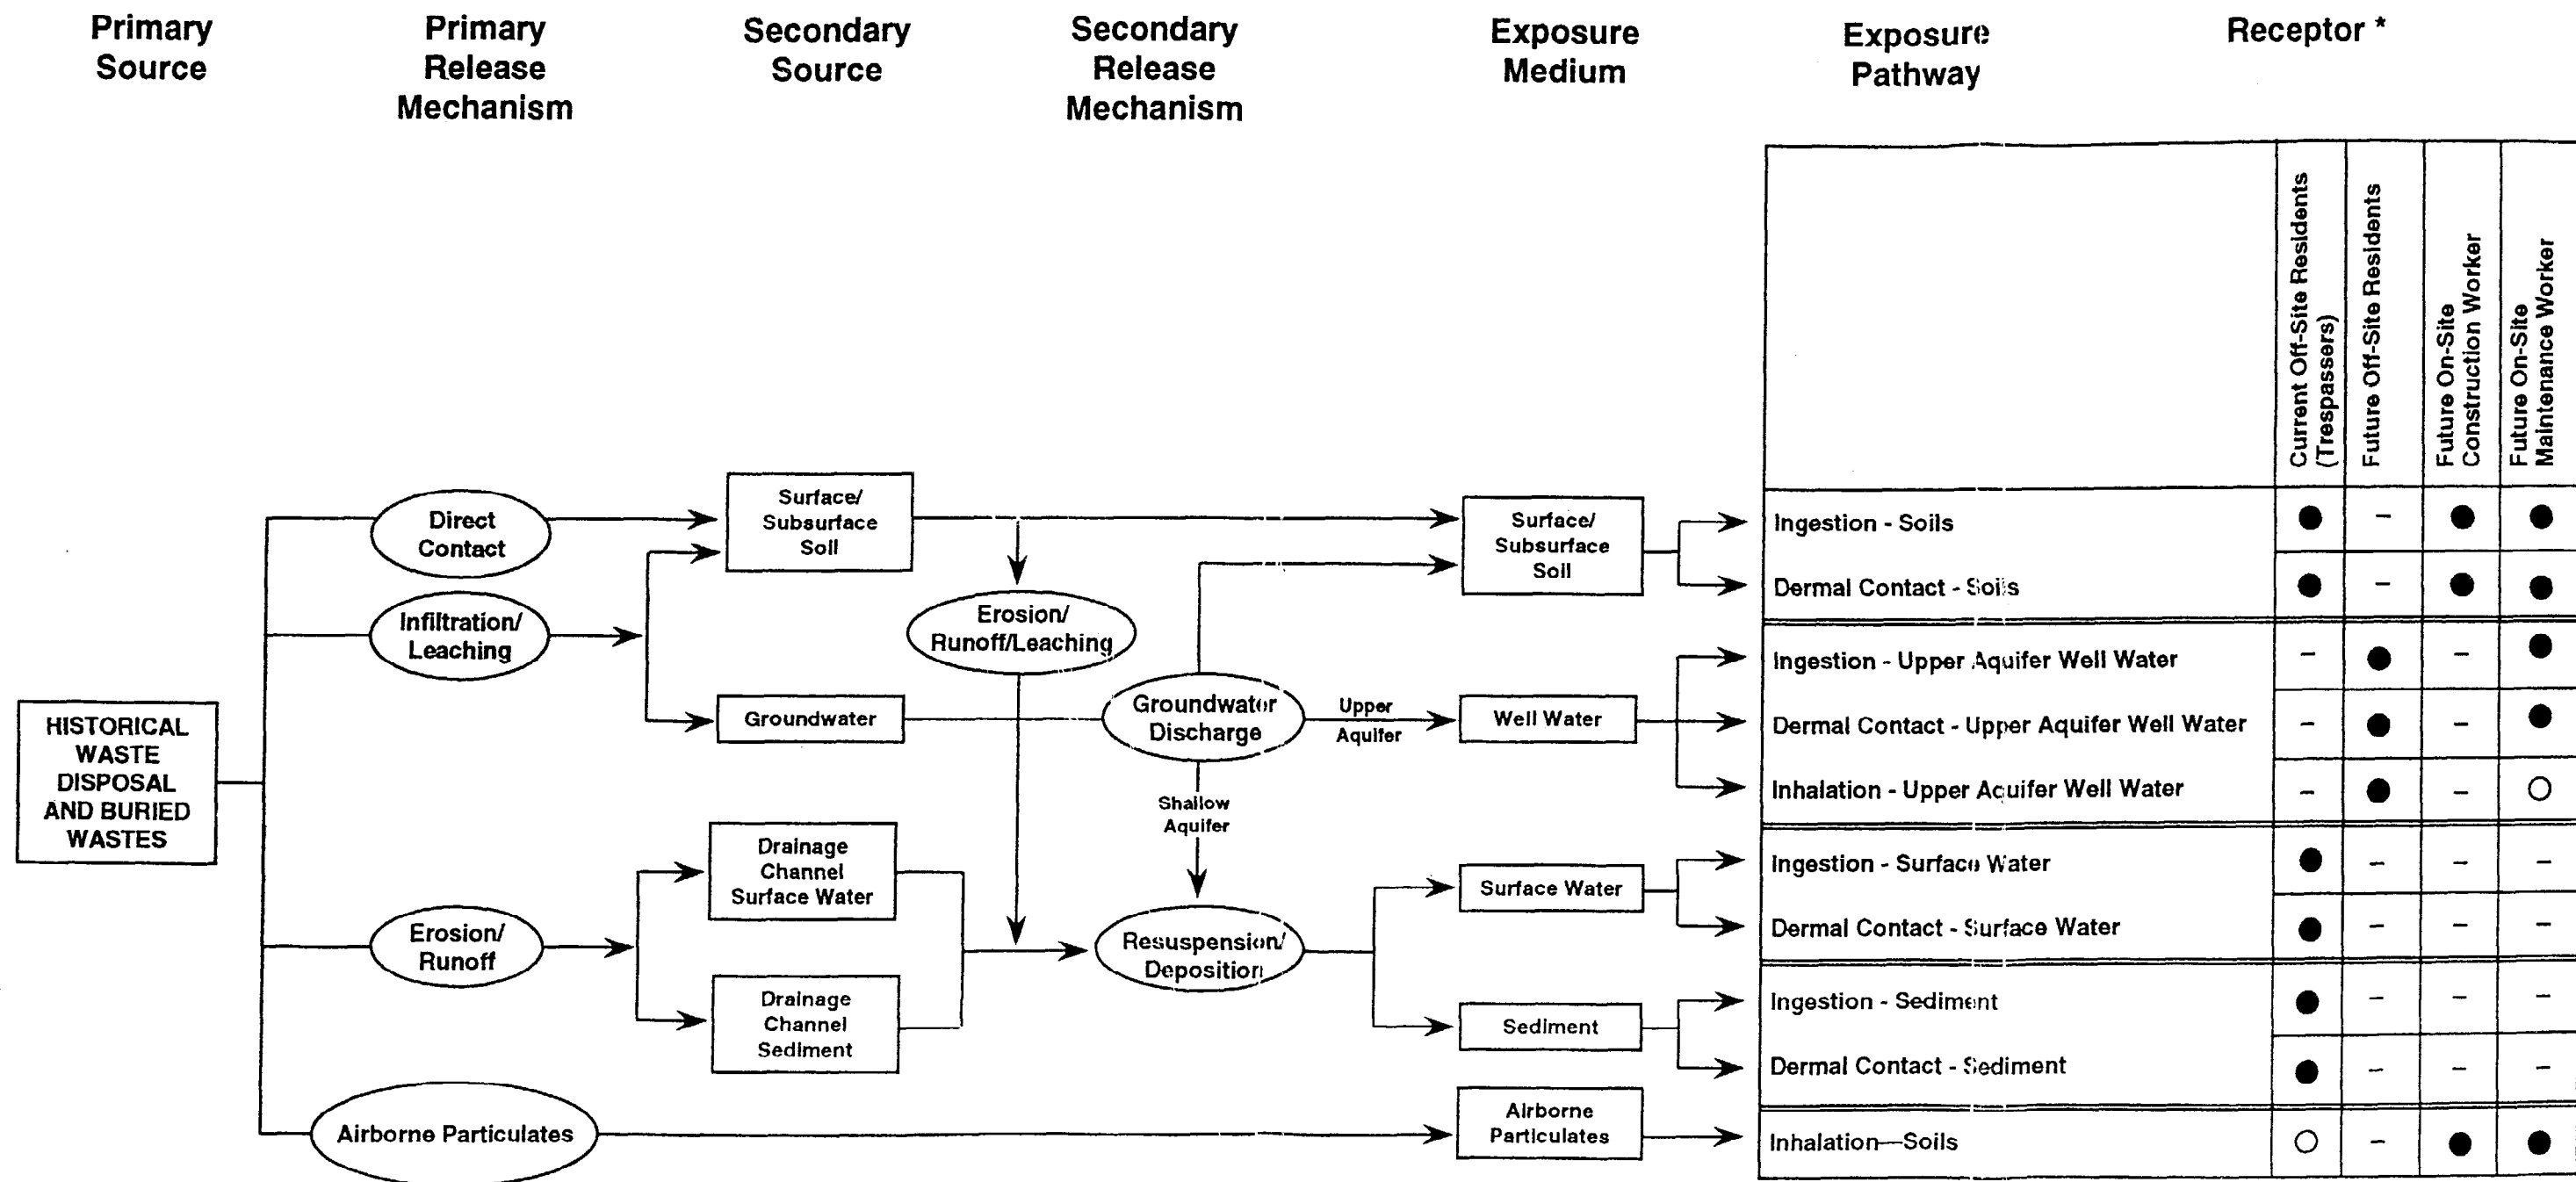 Primary
Source
Primary
Release
Mechanism
Secondary
Source
Secondary
Release
Mechanism
Exposure
Medium
Exposure
Pathway
Receptor *
Current Off-Site Residents
(Trespassers)
Future Off-Site Residents
Future On-Site
Construction Worker
Future On-Site
Maintenance Worker
HISTORICAL
WASTE
DISPOSAL
AND BURIED
WASTES
Direct
Contact
Infiltration/
Leaching
Erosion/
Runoff
Airborne Particulates
Surface/
Subsurface
Soil
Groundwater
Drainage
Channel
Surface Water
Drainage
Channel
Sediment
Erosion/
Runoff/Leaching
Groundwater
Discharge
Upper
Aquifer
Shallow
Aquifer
Resuspension/
Deposition
Surface/
Subsurface
Soil
Well Water
Surface Water
Sediment
Airborne
Particulates
Ingestion - Soils ● – ● ●
Dermal Contact - Soils ● – ● ●
Ingestion - Upper Aquifer Well Water – ● – ●
Dermal Contact - Upper Aquifer Well Water – ● – ●
Inhalation - Upper Aquifer Well Water – ● – ○
Ingestion - Surface Water ● – – –
Dermal Contact - Surface Water ● – – –
Ingestion - Sediment ● – – –
Dermal Contact - Sediment ● – – –
Inhalation—Soils ○ – ● ●